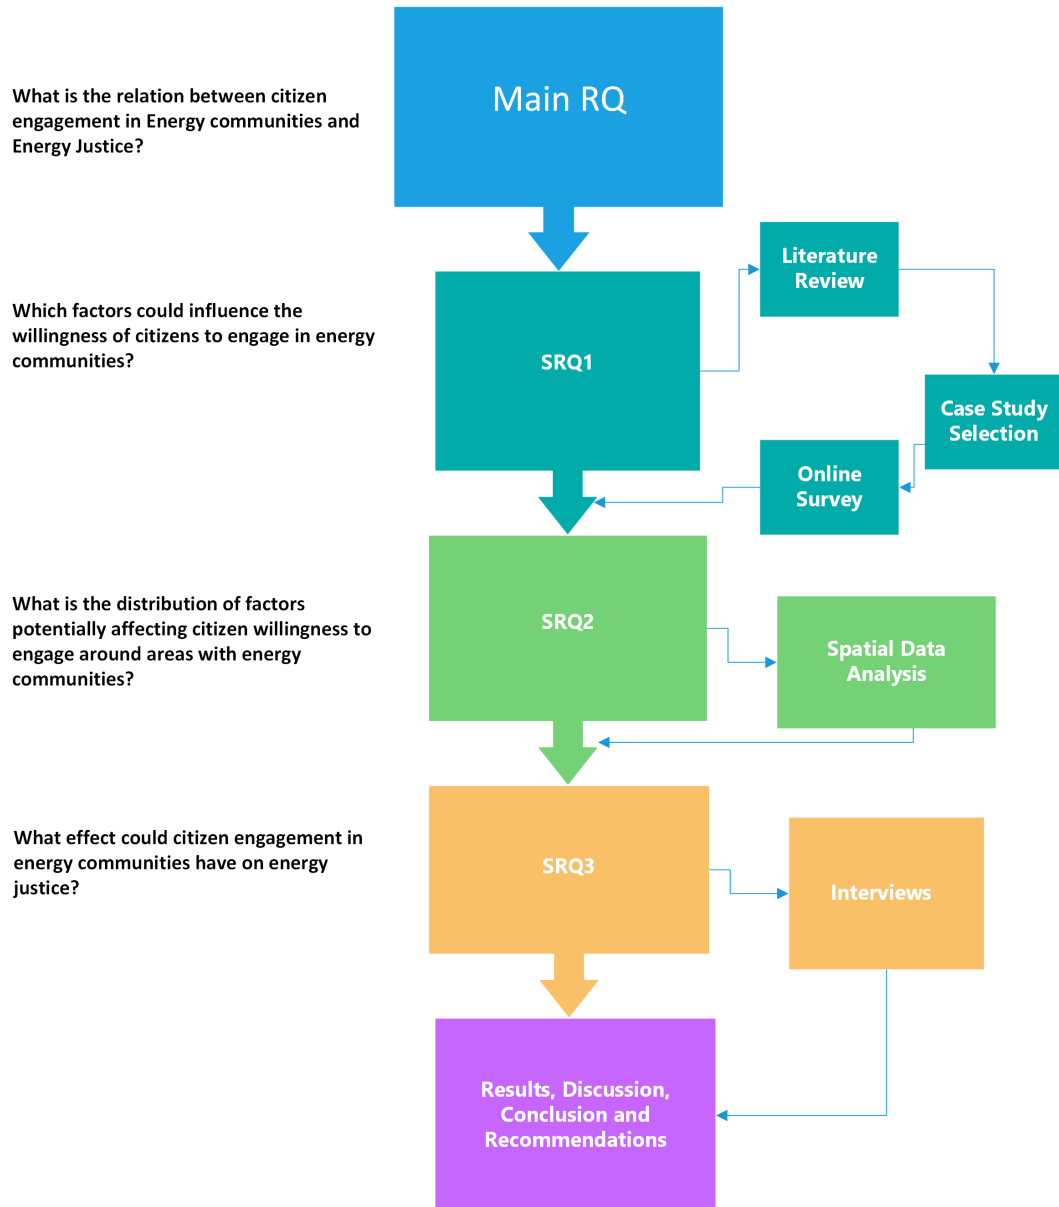 What is the relation between citizen
engagement in Energy communities and
Energy Justice?
Main RQ
Which factors could influence the
willingness of citizens to engage in energy
communities?
SRQ1
Literature
Review
Case Study
Selection
Online
Survey
What is the distribution of factors
potentially affecting citizen willingness to
engage around areas with energy
communities?
SRQ2
Spatial Data
Analysis
What effect could citizen engagement in
energy communities have on energy
justice?
SRQ3
Interviews
Results, Discussion,
Conclusion and
Recommendations